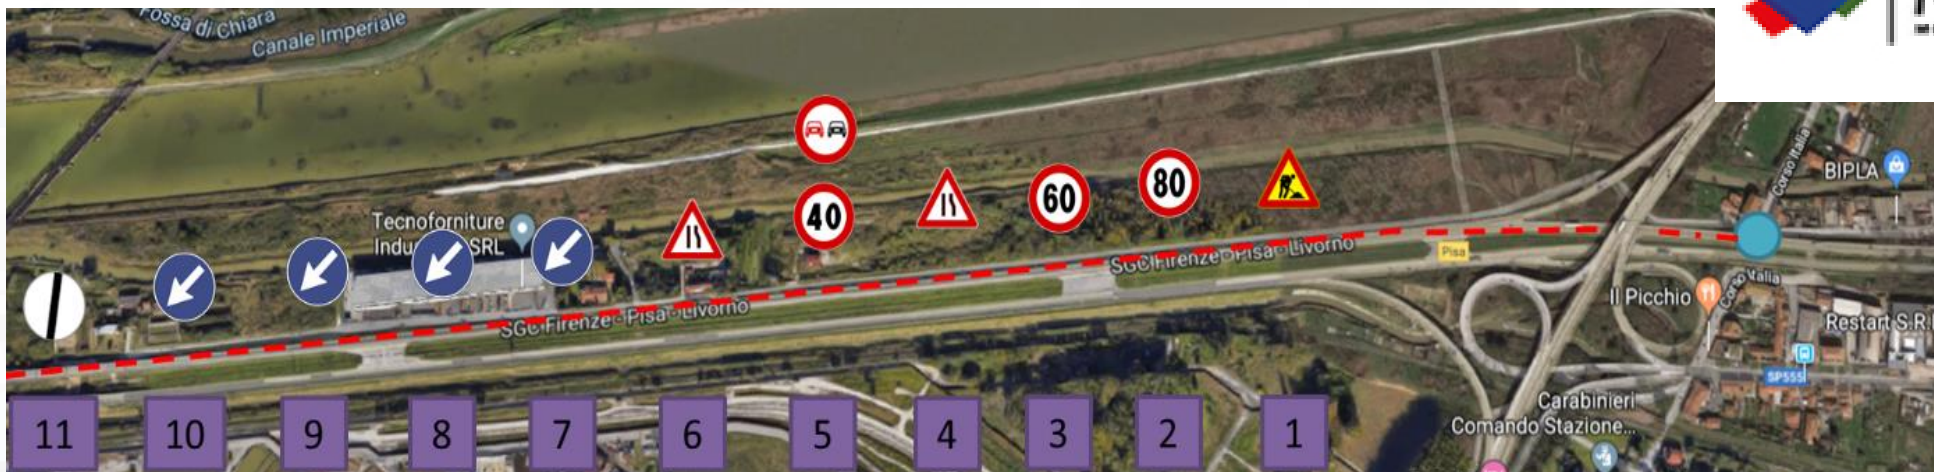 Fossa di Chiara
Canale Imperiale
Corso Italia
BIPLA
80
60
40
Tecnoforniture
SRL
SGC Firenze - Pisa - Livorno
Pisa
Il Picchio
Corso Italia
SGC Firenze - Pisa - Livorno
SP555
Carabinieri
Comando Stazione...
11 10 9 8 7 6 5 4 3 2 1